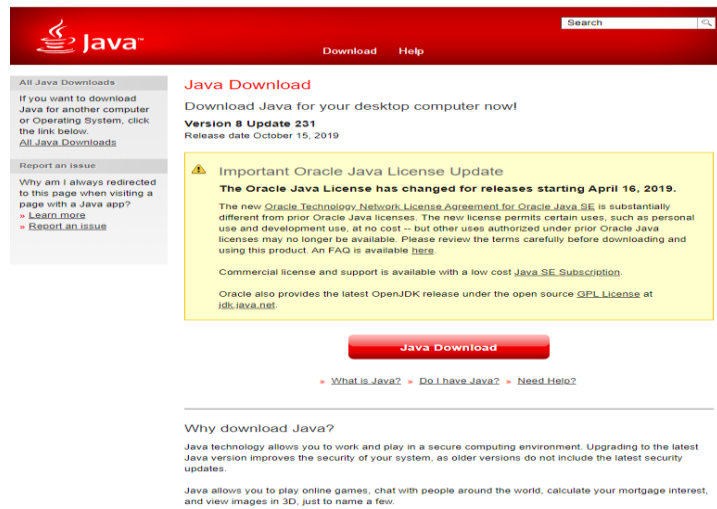 Java™
Search
Download Help
All Java Downloads
If you want to download
Java for another computer
or Operating System, click
the link below.
All Java Downloads
Report an issue
Why am I always redirected
to this page when visiting a
page with a Java app?
» Learn more
» Report an issue
Java Download
Download Java for your desktop computer now!
Version 8 Update 231
Release date October 15, 2019
Important Oracle Java License Update
The Oracle Java License has changed for releases starting April 16, 2019.
The new Oracle Technology Network License Agreement for Oracle Java SE is substantially
different from prior Oracle Java licenses. The new license permits certain uses, such as personal
use and development use, at no cost -- but other uses authorized under prior Oracle Java
licenses may no longer be available. Please review the terms carefully before downloading and
using this product. An FAQ is available here.
Commercial license and support is available with a low cost Java SE Subscription.
Oracle also provides the latest OpenJDK release under the open source GPL License at
jdk.java.net.
Java Download
» What is Java? » Do I have Java? » Need Help?
Why download Java?
Java technology allows you to work and play in a secure computing environment. Upgrading to the latest
Java version improves the security of your system, as older versions do not include the latest security
updates.
Java allows you to play online games, chat with people around the world, calculate your mortgage interest,
and view images in 3D, just to name a few.